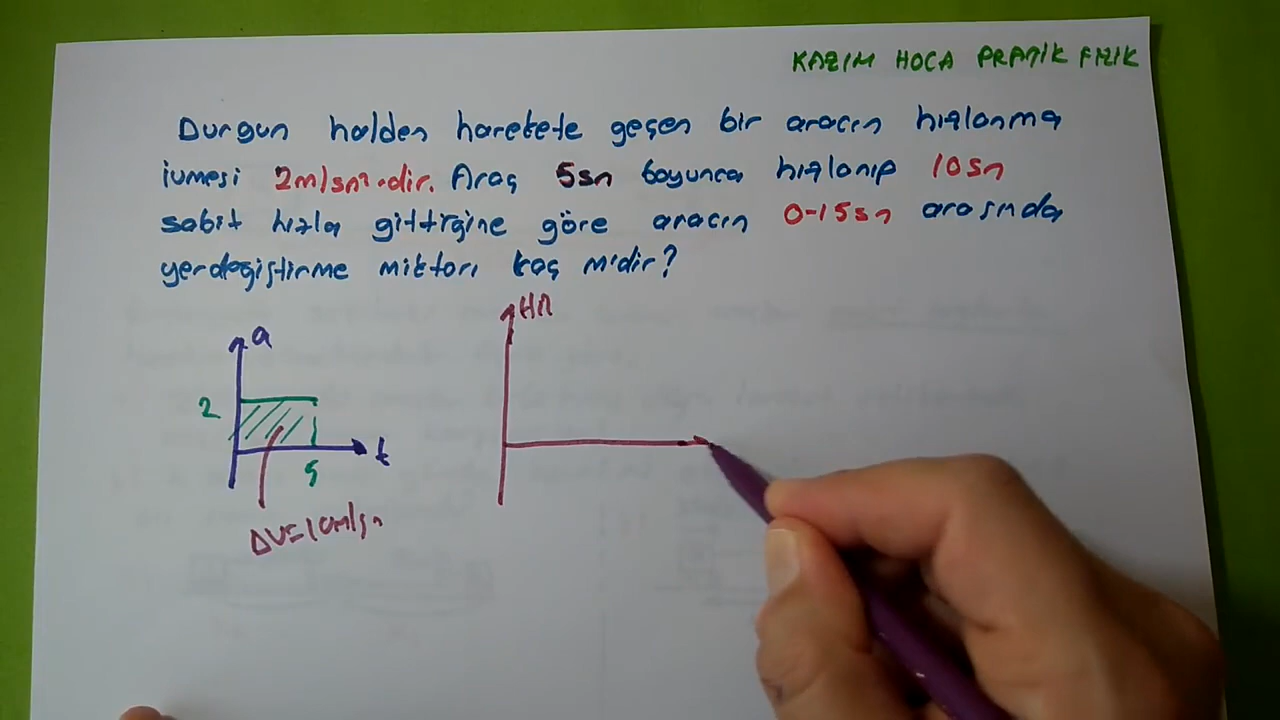 KAZIM HOCA PRATİK FİZİK
Durgun halden harekete geçen bir aracın hızlanma
ivmesi 2m/sn² dir. Araç 5sn boyunca hızlanıp 10sn
sabit hızla gittiğine göre aracın 0-15sn arasında
yerdeğiştirme miktarı kaç m'dir?
a
2
5
t
ΔV=10m/sn
Hız